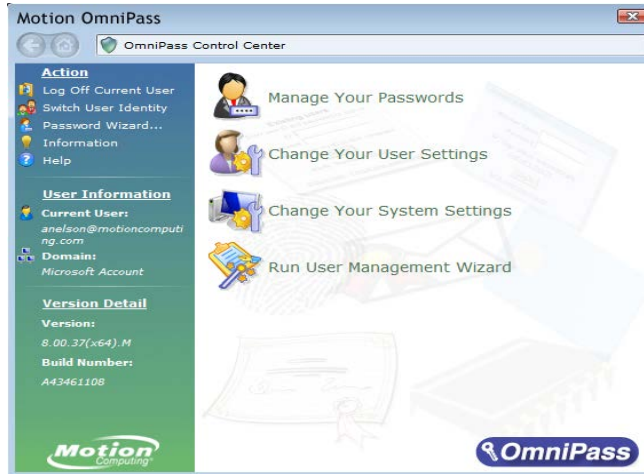 Motion OmniPass
OmniPass Control Center
Action
Log Off Current User
Switch User Identity
Password Wizard...
Information
Help
User Information
Current User:
anelson@motioncomputi
ng.com
Domain:
Microsoft Account
Version Detail
Version:
8.00.37(x64).M
Build Number:
A43461108
Motion
Computing
Manage Your Passwords
Change Your User Settings
Change Your System Settings
Run User Management Wizard
OmniPass